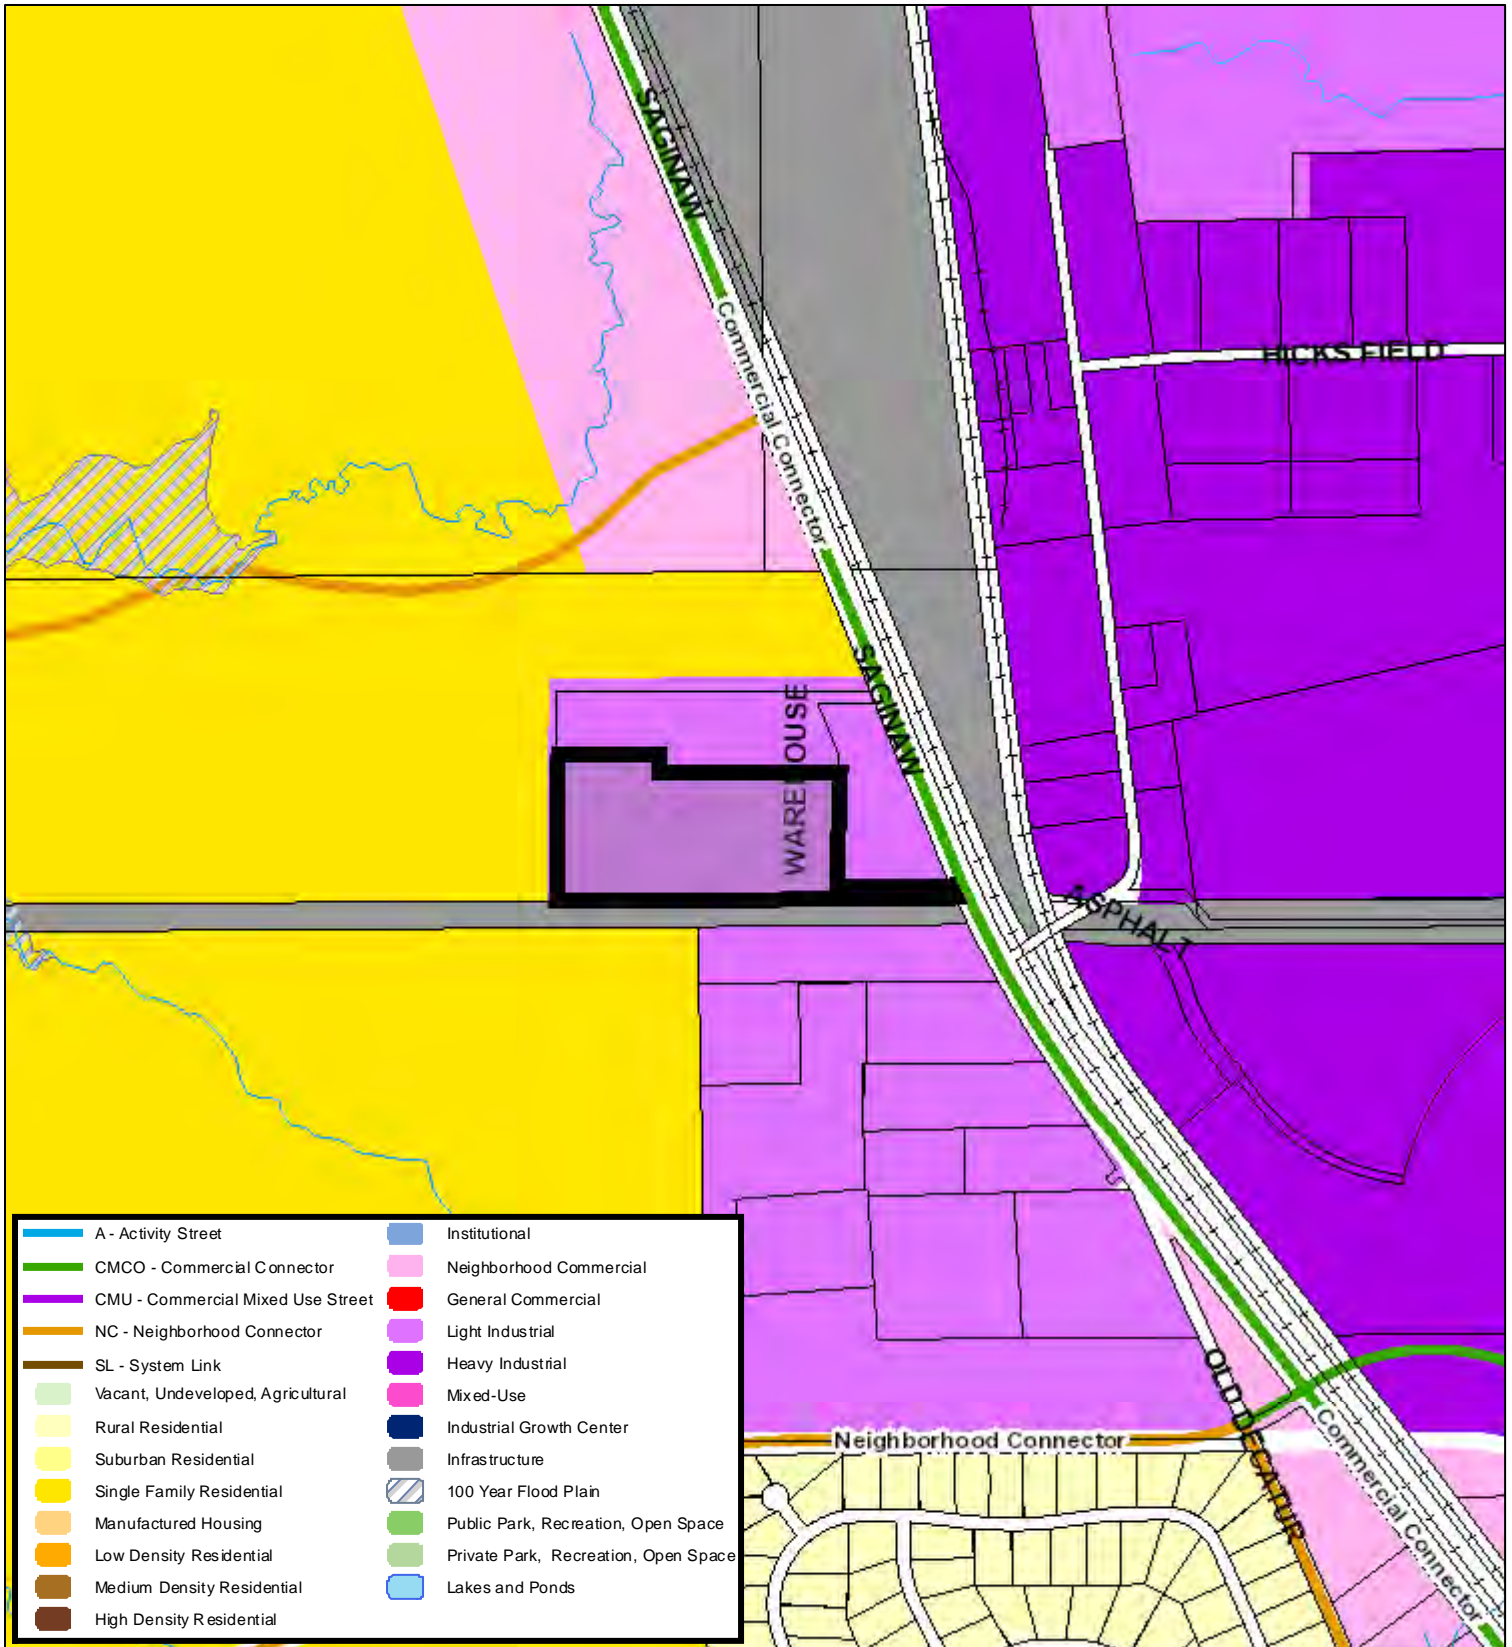 SAGINAW
Commercial Connector
HICKS FIELD
SAGINAW
WAREHOUSE
ASPHALT
OLD DECATUR
Neighborhood Connector
Commercial Connector
A - Activity Street
CMCO - Commercial Connector
CMU - Commercial Mixed Use Street
NC - Neighborhood Connector
SL - System Link
Vacant, Undeveloped, Agricultural
Rural Residential
Suburban Residential
Single Family Residential
Manufactured Housing
Low Density Residential
Medium Density Residential
High Density Residential
Institutional
Neighborhood Commercial
General Commercial
Light Industrial
Heavy Industrial
Mixed-Use
Industrial Growth Center
Infrastructure
100 Year Flood Plain
Public Park, Recreation, Open Space
Private Park, Recreation, Open Space
Lakes and Ponds